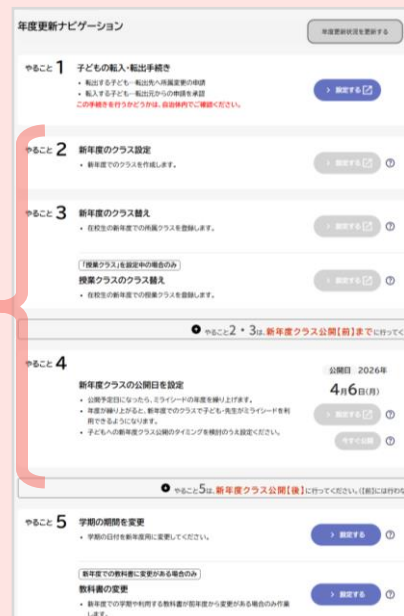 年度更新ナビゲーション
年度更新状況を更新する
やること 1 子どもの転入・転出手続き
・ 転出する子ども…転出先へ所属変更の申請
・ 転入する子ども…転出元からの申請を承認
この手続きを行うかどうかは、自治体内でご確認ください。
> 設定する
やること 2 新年度のクラス設定
・ 新年度でのクラスを作成します。
> 設定する ?
やること 3 新年度のクラス替え
・ 在校生の新年度での所属クラスを登録します。
> 設定する ?
「授業クラス」を設定中の場合のみ
授業クラスのクラス替え
・ 在校生の新年度での授業クラスを登録します。
> 設定する ?
やること2・3は、新年度クラス公開【前】までに行ってく
やること 4
新年度クラスの公開日を設定
・ 公開予定日になったら、ミライシードの年度を繰り上げます。
・ 年度が繰り上がると、新年度でのクラスで子ども・先生がミライシードを利
用できるようになります。
・ 子どもへの新年度クラス公開のタイミングを検討のうえ設定ください。
公開日 2026年
4月6日(月)
> 設定する ?
今すぐ公開 ?
やること5は、新年度クラス公開【後】に行ってください。(【前】には行わな
やること 5 学期の期間を変更
・ 学期の日付を新年度用に変更してください。
> 設定する ?
新年度での教科書に変更がある場合のみ
教科書の変更
・ 新年度での学期や利用する教科書が前年度から変更がある場合のみ作業
します。
> 設定する ?